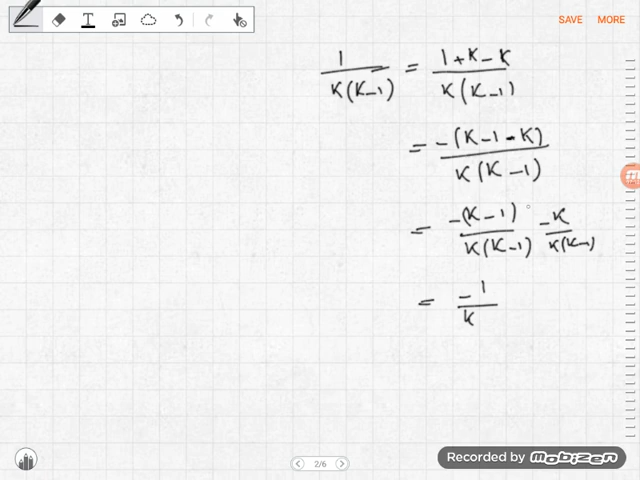 SAVE MORE
1/K(K-1) = 1+K-K/K(K-1)
= -(K-1-K)/K(K-1)
= -(K-1)/K(K-1) -K/K(K-1)
= -1/K
2/6
Recorded by mobizen